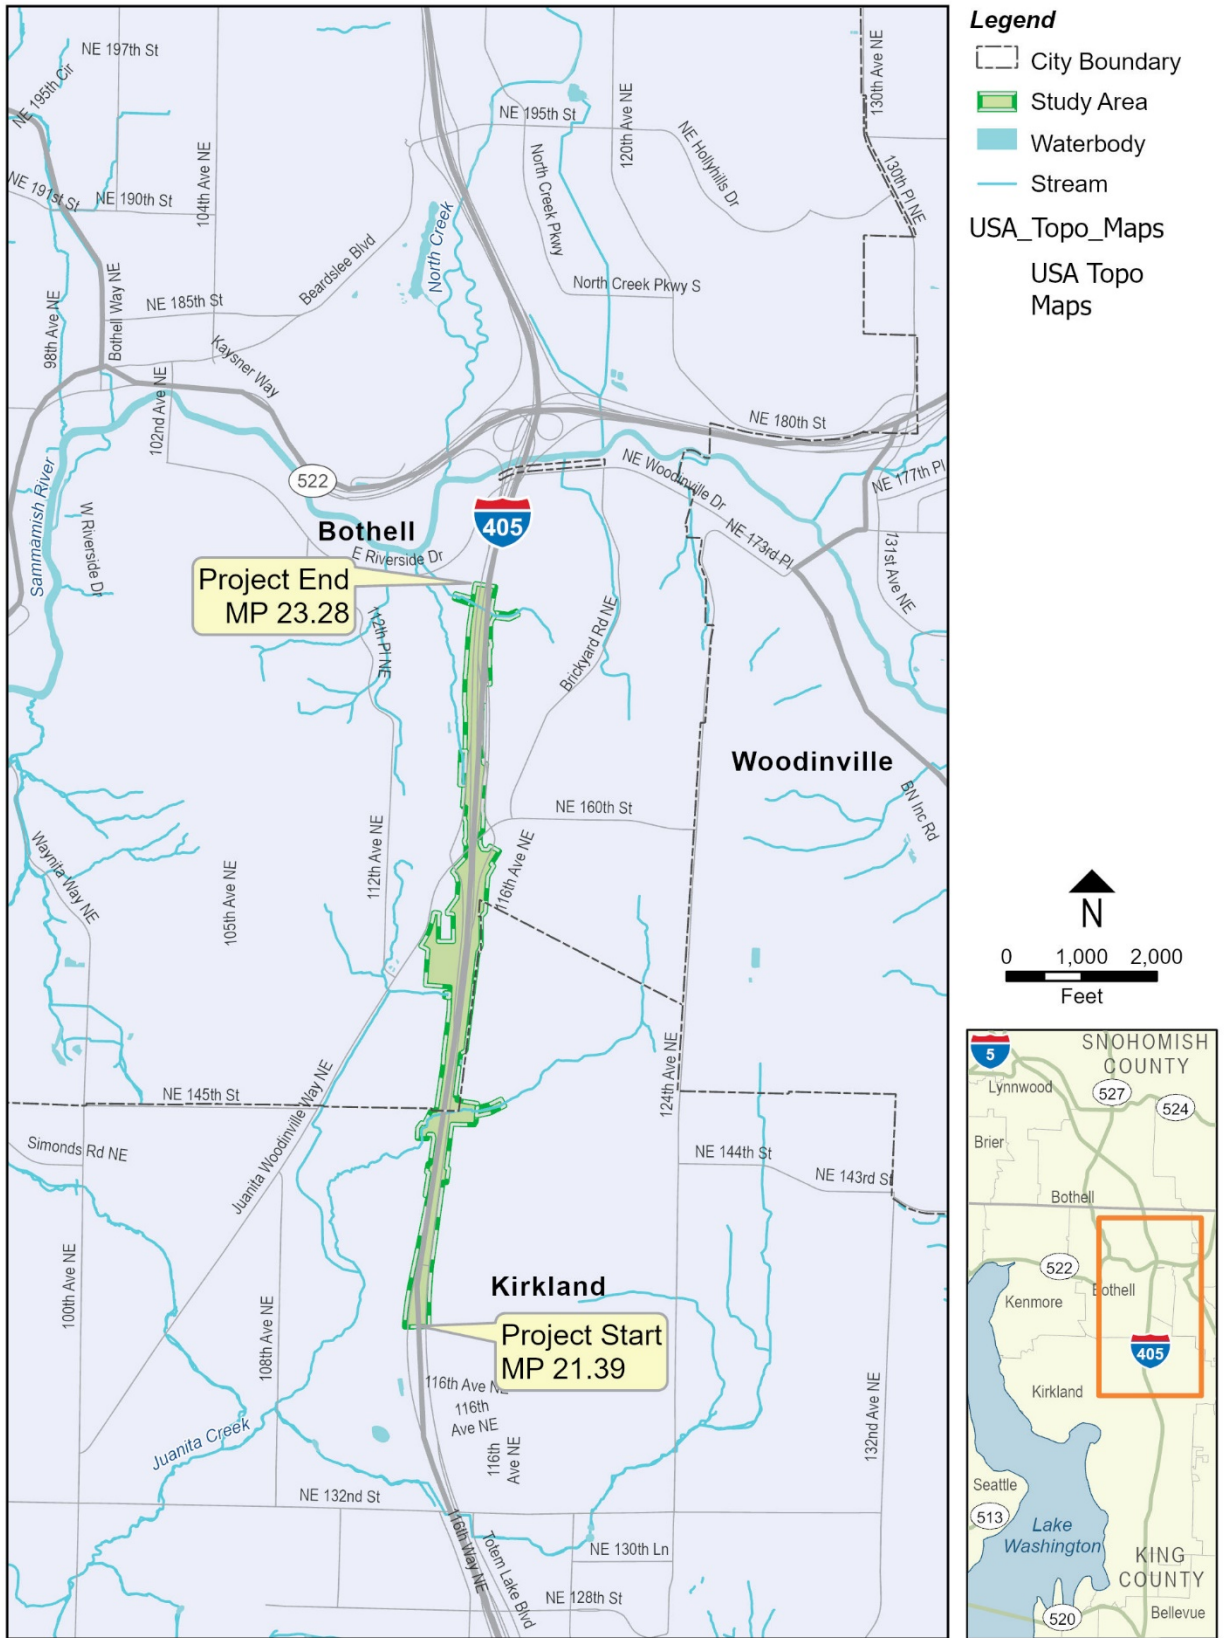 NE 197th St
NE 195th Cir
NE 191st St
NE 190th St
104th Ave NE
98th Ave NE
Bothell Way NE
NE 185th St
Beardslee Blvd
Kaysner Way
102nd Ave NE
North Creek
NE 195th St
North Creek Pkwy
120th Ave NE
NE Hollyhills Dr
130th Ave NE
130th Pl NE
North Creek Pkwy S
NE 180th St
NE Woodinville Dr
NE 173rd Pl
NE 177th Pl
131st Ave NE
522
405
Bothell
E Riverside Dr
Sammamish River
W Riverside Dr
Project End
MP 23.28
112th Pl NE
Brickyard Rd NE
Woodinville
BN Inc Rd
NE 160th St
116th Ave NE
112th Ave NE
105th Ave NE
Waynita Way NE
124th Ave NE
NE 145th St
Simonds Rd NE
Juanita Woodinville Way NE
NE 144th St
NE 143rd St
100th Ave NE
108th Ave NE
Kirkland
Project Start
MP 21.39
116th Ave NE
116th
Ave NE
116th
Ave NE
132nd Ave NE
Juanita Creek
NE 132nd St
116th Way NE
Totem Lake Blvd
NE 130th Ln
NE 128th St
Legend
City Boundary
Study Area
Waterbody
Stream
USA_Topo_Maps
USA Topo
Maps
N
0 1,000 2,000
Feet
5
SNOHOMISH
COUNTY
Lynnwood
527
524
Brier
Bothell
522
Bothell
Kenmore
405
Kirkland
Seattle
513
Lake
Washington
KING
COUNTY
520
Bellevue